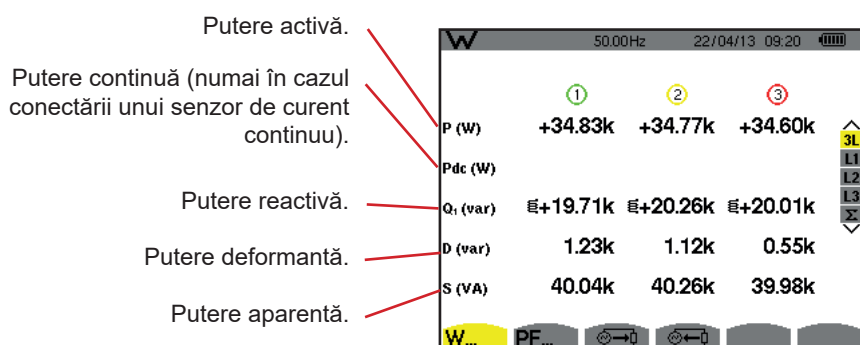 Putere activă.
Putere continuă (numai în cazul
conectării unui senzor de curent
continuu).
Putere reactivă.
Putere deformantă.
Putere aparentă.
W 50.00Hz 22/04/13 09:20
1 2 3
P (W) +34.83k +34.77k +34.60k
Pdc (W)
Q₁ (var) +19.71k +20.26k +20.01k
D (var) 1.23k 1.12k 0.55k
S (VA) 40.04k 40.26k 39.98k
3L
L1
L2
L3
Σ
W... PF...